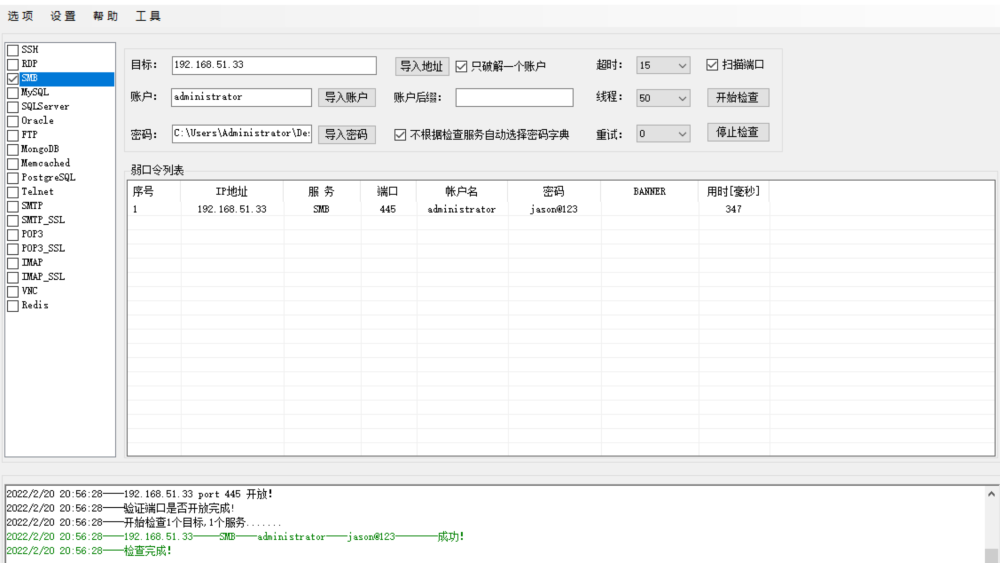 选项 设置 帮助 工具
SSH
RDP
SMB
MySQL
SQLServer
Oracle
FTP
MongoDB
Memcached
PostgreSQL
Telnet
SMTP
SMTP_SSL
POP3
POP3_SSL
IMAP
IMAP_SSL
VNC
Redis
目标: 192.168.51.33 导入地址 只破解一个账户 超时: 15 扫描端口
账户: administrator 导入账户 账户后缀: 线程: 50 开始检查
密码: C:\Users\Administrator\De: 导入密码 不根据检查服务自动选择密码字典 重试: 0 停止检查
弱口令列表
序号 IP地址 服 务 端口 帐户名 密码 BANNER 用时[毫秒]
1 192.168.51.33 SMB 445 administrator jason@123 347
2022/2/20 20:56:28——192.168.51.33 port 445 开放!
2022/2/20 20:56:28——验证端口是否开放完成!
2022/2/20 20:56:28——开始检查1个目标,1个服务.......
2022/2/20 20:56:28——192.168.51.33———SMB———administrator———jason@123————成功!
2022/2/20 20:56:28——检查完成!